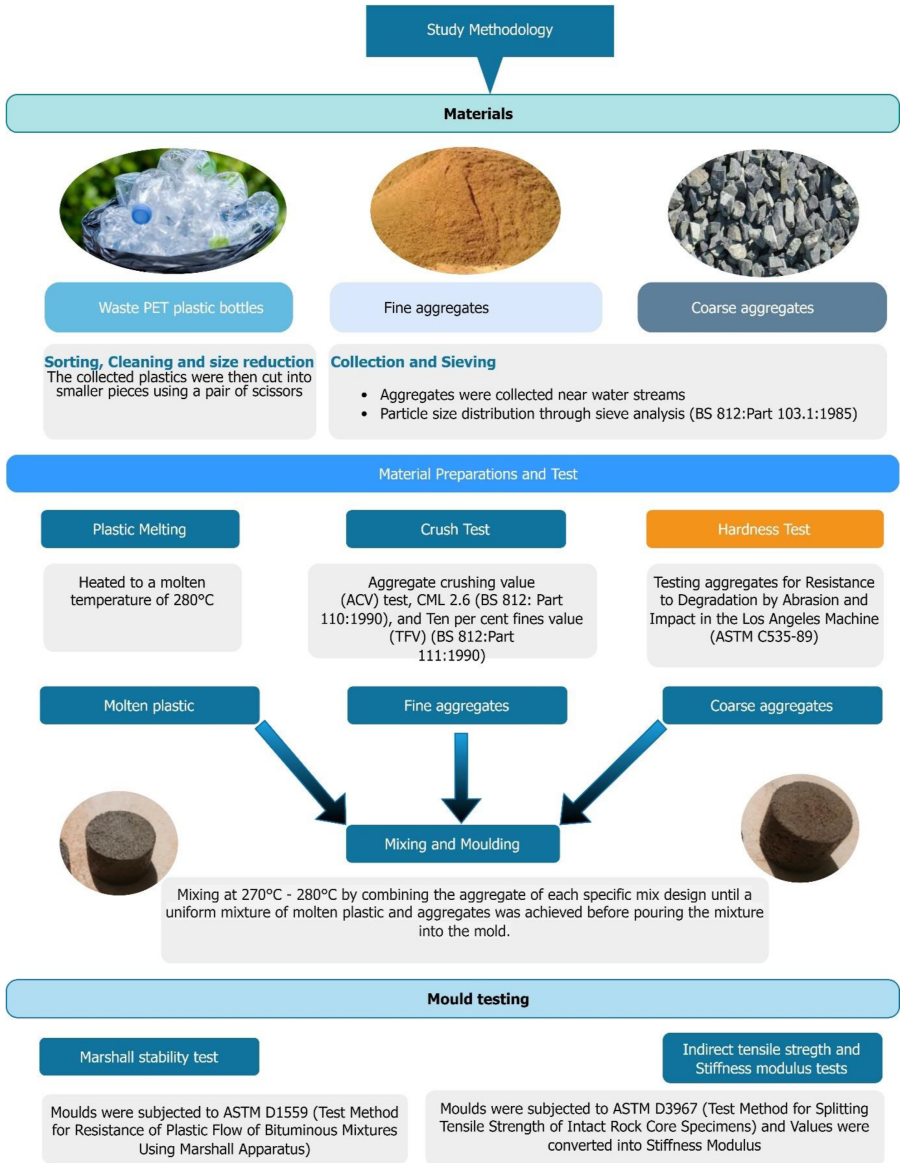 Study Methodology
Materials
Waste PET plastic bottles
Fine aggregates
Coarse aggregates
Sorting, Cleaning and size reduction
The collected plastics were then cut into
smaller pieces using a pair of scissors
Collection and Sieving
• Aggregates were collected near water streams
• Particle size distribution through sieve analysis (BS 812:Part 103.1:1985)
Material Preparations and Test
Plastic Melting
Crush Test
Hardness Test
Heated to a molten
temperature of 280°C
Aggregate crushing value
(ACV) test, CML 2.6 (BS 812: Part
110:1990), and Ten per cent fines value
(TFV) (BS 812:Part
111:1990)
Testing aggregates for Resistance
to Degradation by Abrasion and
Impact in the Los Angeles Machine
(ASTM C535-89)
Molten plastic
Fine aggregates
Coarse aggregates
Mixing and Moulding
Mixing at 270°C - 280°C by combining the aggregate of each specific mix design until a
uniform mixture of molten plastic and aggregates was achieved before pouring the mixture
into the mold.
Mould testing
Marshall stability test
Indirect tensile stregth and
Stiffness modulus tests
Moulds were subjected to ASTM D1559 (Test Method
for Resistance of Plastic Flow of Bituminous Mixtures
Using Marshall Apparatus)
Moulds were subjected to ASTM D3967 (Test Method for Splitting
Tensile Strength of Intact Rock Core Specimens) and Values were
converted into Stiffness Modulus